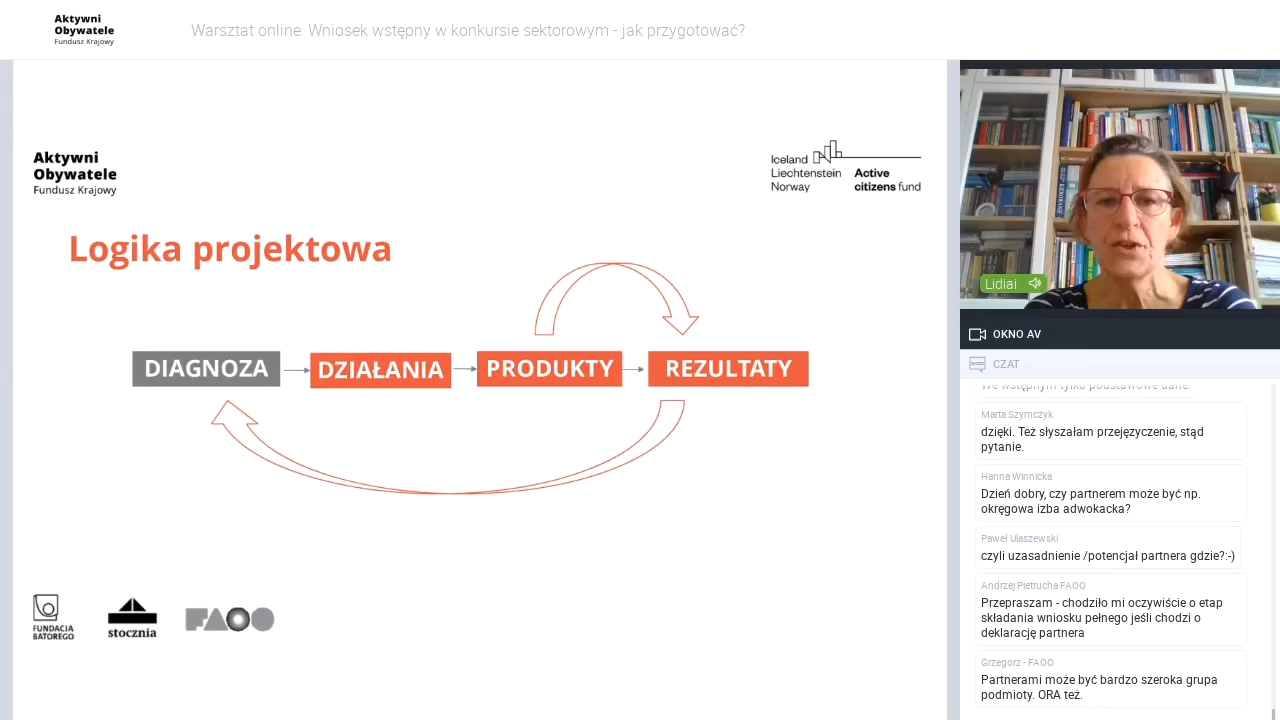 Aktywni
Obywatele
Fundusz Krajowy
Warsztat online: Wniosek wstępny w konkursie sektorowym - jak przygotować?
Aktywni
Obywatele
Fundusz Krajowy
Iceland
Liechtenstein
Norway
Active
citizens fund
Logika projektowa
DIAGNOZA
DZIAŁANIA
PRODUKTY
REZULTATY
FUNDACJA
BATOREGO
stocznia
FAOO
Lidiai
OKNO AV
CZAT
We wstępnym tylko podstawowe dane.
Marta Szymczyk
dzięki. Też słyszałam przejęzyczenie, stąd
pytanie.
Hanna Winnicka
Dzień dobry, czy partnerem może być np.
okręgowa izba adwokacka?
Paweł Ułaszewski
czyli uzasadnienie /potencjał partnera gdzie?:-)
Andrzej Pietrucha FAOO
Przepraszam - chodziło mi oczywiście o etap
składania wniosku pełnego jeśli chodzi o
deklarację partnera
Grzegorz - FAOO
Partnerami może być bardzo szeroka grupa
podmioty. ORA też.